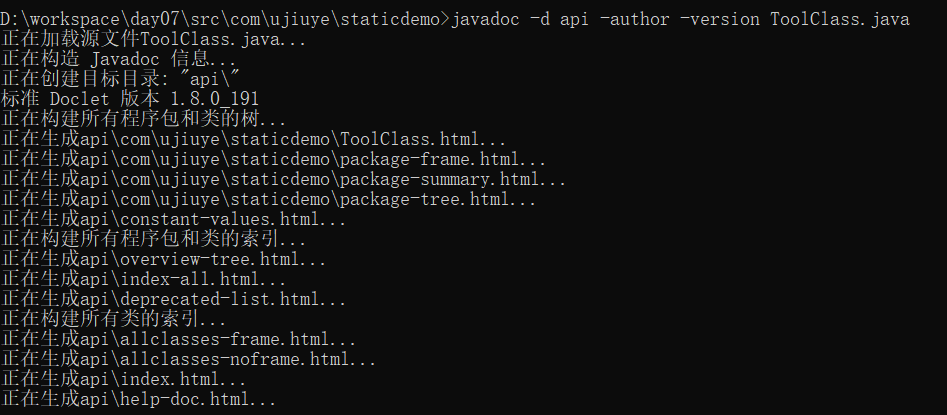 D:\workspace\day07\src\com\ujiuye\staticdemo>javadoc -d api -author -version ToolClass.java
正在加载源文件ToolClass.java...
正在构造 Javadoc 信息...
正在创建目标目录: "api\"
标准 Doclet 版本 1.8.0_191
正在构建所有程序包和类的树...
正在生成api\com\ujiuye\staticdemo\ToolClass.html...
正在生成api\com\ujiuye\staticdemo\package-frame.html...
正在生成api\com\ujiuye\staticdemo\package-summary.html...
正在生成api\com\ujiuye\staticdemo\package-tree.html...
正在生成api\constant-values.html...
正在构建所有程序包和类的索引...
正在生成api\overview-tree.html...
正在生成api\index-all.html...
正在生成api\deprecated-list.html...
正在构建所有类的索引...
正在生成api\allclasses-frame.html...
正在生成api\allclasses-noframe.html...
正在生成api\index.html...
正在生成api\help-doc.html...